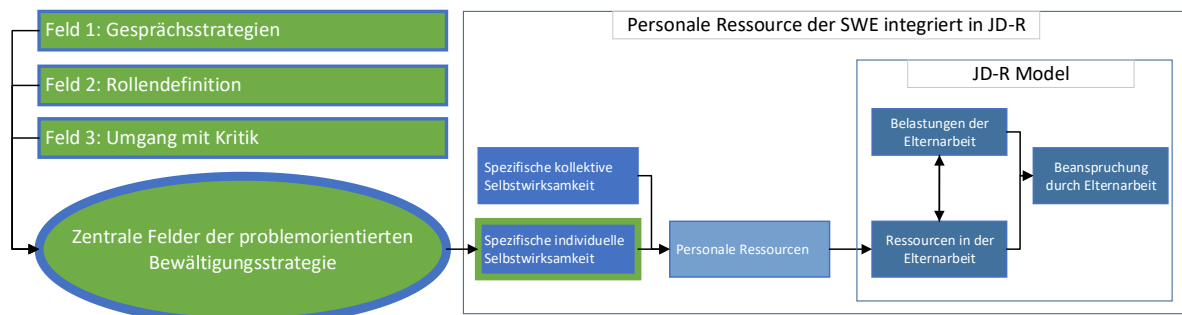 Feld 1: Gesprächsstrategien
Feld 2: Rollendefinition
Feld 3: Umgang mit Kritik
Zentrale Felder der problemorientierten
Bewältigungsstrategie
Personale Ressource der SWE integriert in JD-R
JD-R Model
Spezifische kollektive
Selbstwirksamkeit
Spezifische individuelle
Selbstwirksamkeit
Personale Ressourcen
Belastungen der
Elternarbeit
Ressourcen in der
Elternarbeit
Beanspruchung
durch Elternarbeit